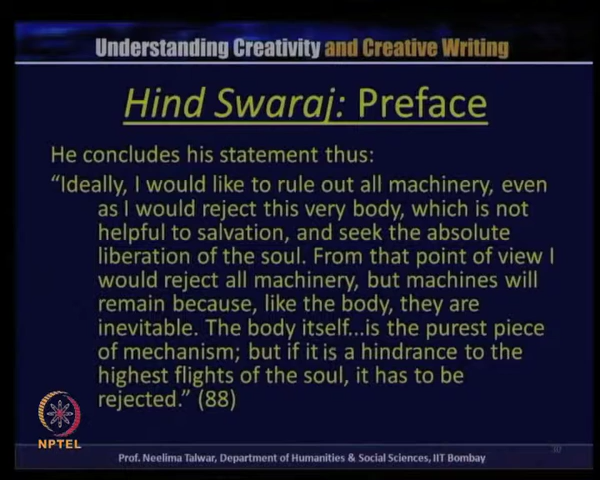 Understanding Creativity and Creative Writing
Hind Swaraj: Preface
He concludes his statement thus:
“Ideally, I would like to rule out all machinery, even
as I would reject this very body, which is not
helpful to salvation, and seek the absolute
liberation of the soul. From that point of view I
would reject all machinery, but machines will
remain because, like the body, they are
inevitable. The body itself...is the purest piece
of mechanism; but if it is a hindrance to the
highest flights of the soul, it has to be
rejected.” (88)
NPTEL
Prof. Neelima Talwar, Department of Humanities & Social Sciences, IIT Bombay